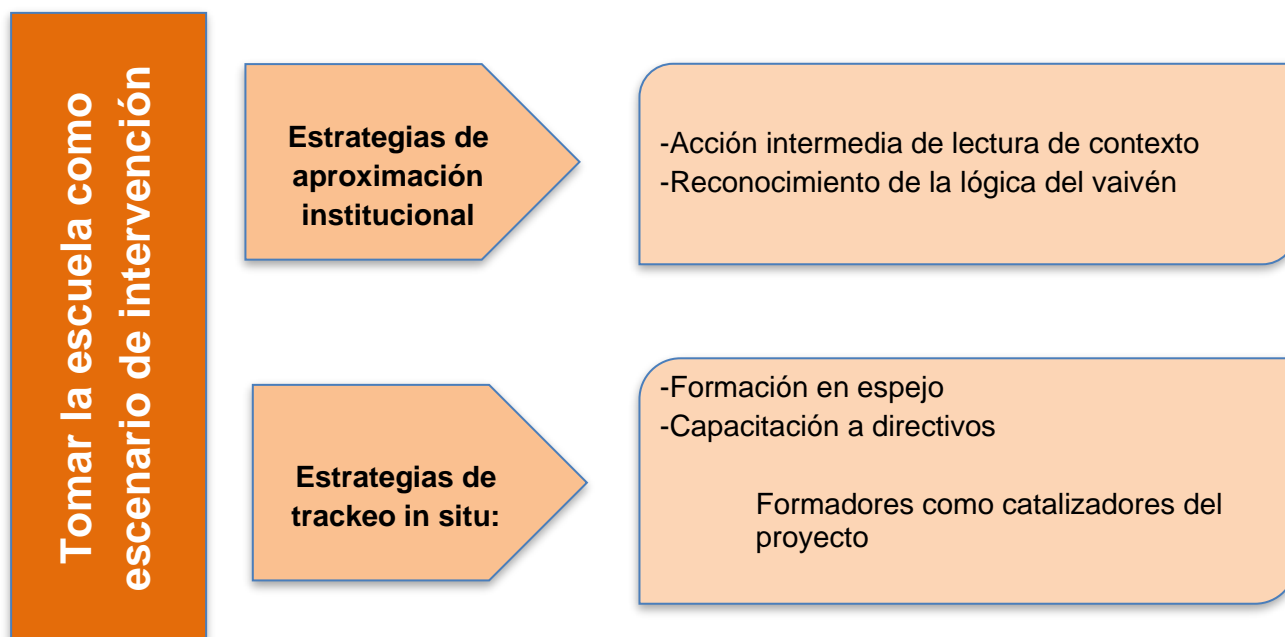 Tomar la escuela como
escenario de intervención
Estrategias de
aproximación
institucional
-Acción intermedia de lectura de contexto
-Reconocimiento de la lógica del vaivén
Estrategias de
trackeo in situ:
-Formación en espejo
-Capacitación a directivos
Formadores como catalizadores del
proyecto